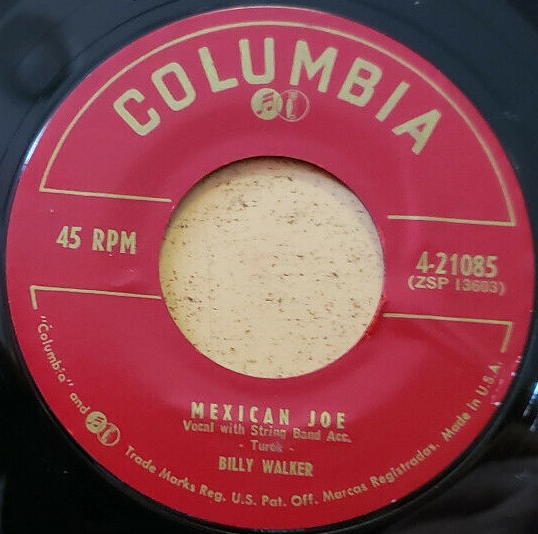 COLUMBIA
45 RPM
4-21085
(ZSP 13603)
MEXICAN JOE
Vocal with String Band Acc.
- Turok -
BILLY WALKER
"Columbia" and Trade Marks Reg. U.S. Pat. Off. Marcas Registradas. Made in U.S.A.